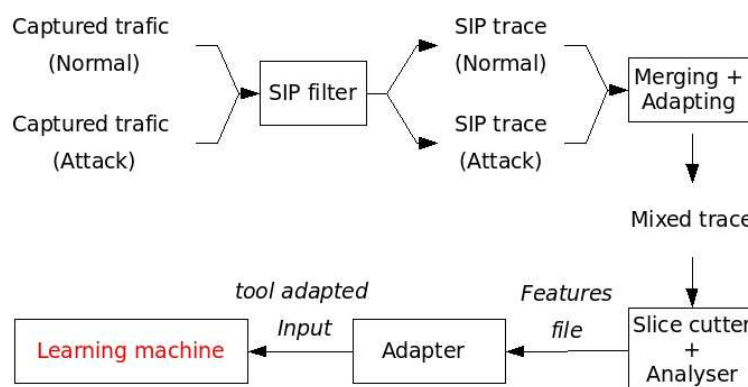 Captured trafic
(Normal)
SIP trace
(Normal)
SIP filter
Merging +
Adapting
Captured trafic
(Attack)
SIP trace
(Attack)
Mixed trace
tool adapted
Input
Features
file
Learning machine
Adapter
Slice cutter
+
Analyser